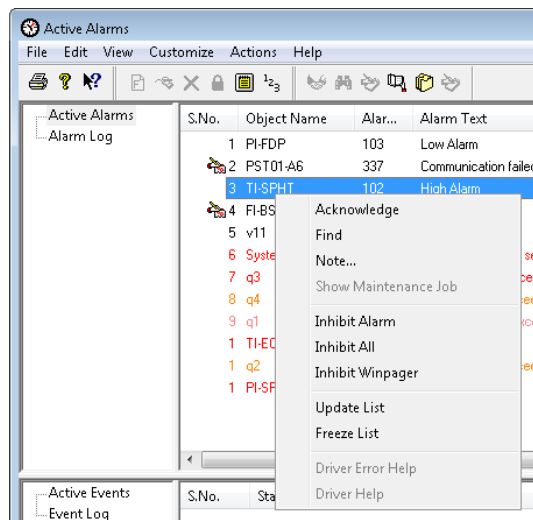 Active Alarms
File Edit View Customize Actions Help
Active Alarms
Alarm Log
S.No. Object Name Alar... Alarm Text
1 PI-FDP 103 Low Alarm
2 PST01-A6 337 Communication failed
3 TI-SPHT 102 High Alarm
4 FI-BS
5 v11
6 Syste
7 q3
8 q4
9 q1
1 TI-EC
1 q2
1 PI-SF
Acknowledge
Find
Note...
Show Maintenance Job
Inhibit Alarm
Inhibit All
Inhibit Winpager
Update List
Freeze List
Driver Error Help
Driver Help
Active Events
Event Log
S.No. Sta